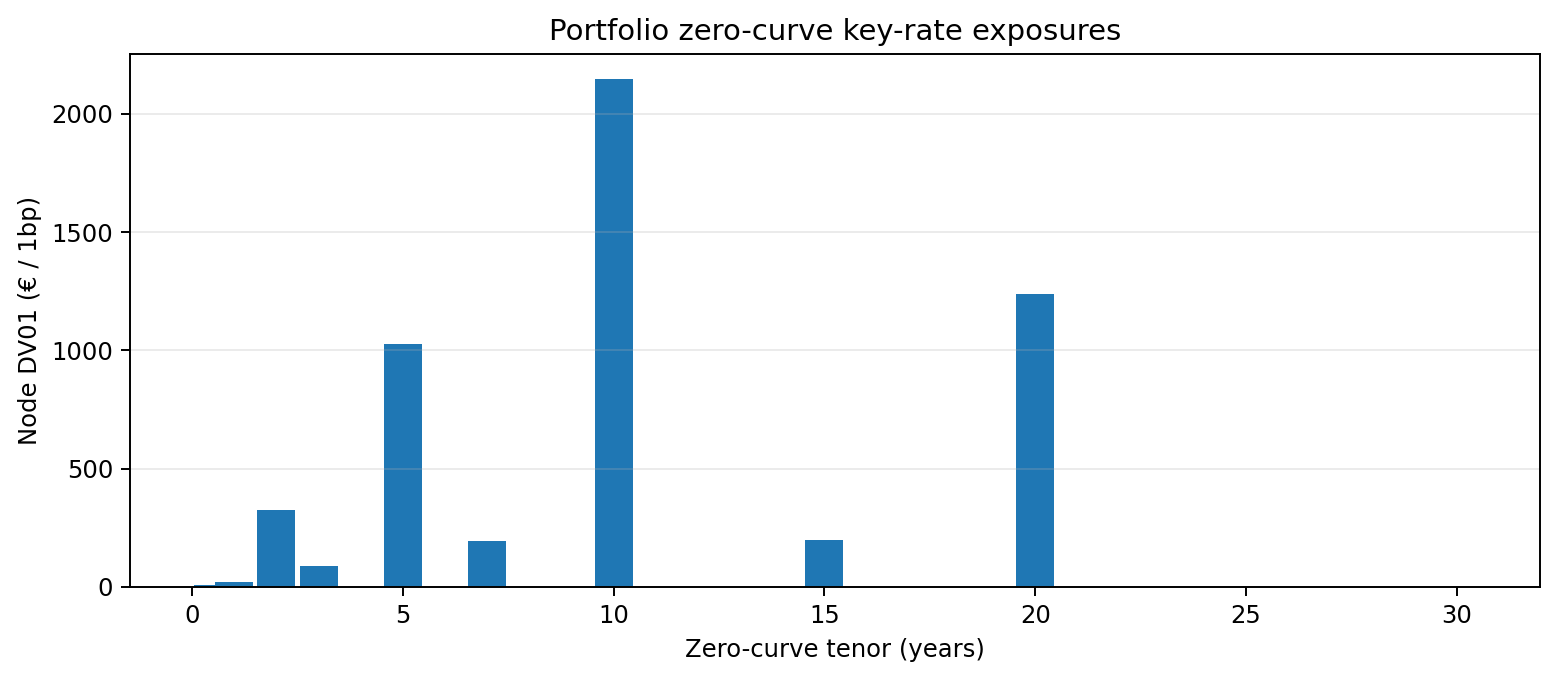 Portfolio zero-curve key-rate exposures
Node DV01 (€ / 1bp)
2000
1500
1000
500
0
0 5 10 15 20 25 30
Zero-curve tenor (years)